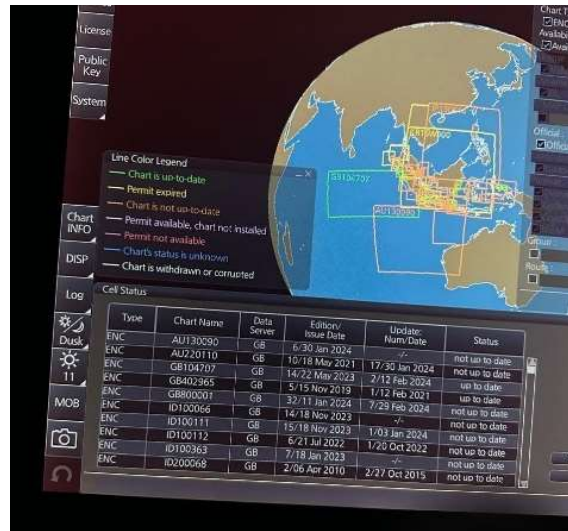 License
Public
Key
System
Chart
INFO
DISP
Log
Dusk
11
MOB
Line Color Legend
Chart is up-to-date
Permit expired
Chart is not up-to-date
Permit available, chart not installed
Permit not available
Chart's status is unknown
Chart is withdrawn or corrupted
GB104707
AU130090
Chart T
ENC
Availabi
Avai
Official :
Offici
Group :
Route :
Cell Status
Type Chart Name Data Server Edition/ Issue Date Update: Num/Date Status
ENC AU130090 GB 6/30 Jan 2024 -/- not up to date
ENC AU220110 GB 10/18 May 2021 17/30 Jan 2024 not up to date
ENC GB104707 GB 14/22 May 2023 2/12 Feb 2024 up to date
ENC GB402965 GB 5/15 Nov 2019 1/12 Feb 2021 up to date
ENC GB800001 GB 32/11 Jan 2024 7/29 Feb 2024 not up to date
ENC ID100066 GB 14/18 Nov 2023 -/- not up to date
ENC ID100111 GB 15/18 Nov 2023 1/03 Jan 2024 not up to date
ENC ID100112 GB 6/21 Jul 2022 1/20 Oct 2022 not up to date
ENC ID100363 GB 7/18 Jan 2023 -/- not up to date
ENC ID200068 GB 2/06 Apr 2010 2/27 Oct 2015 not up to date